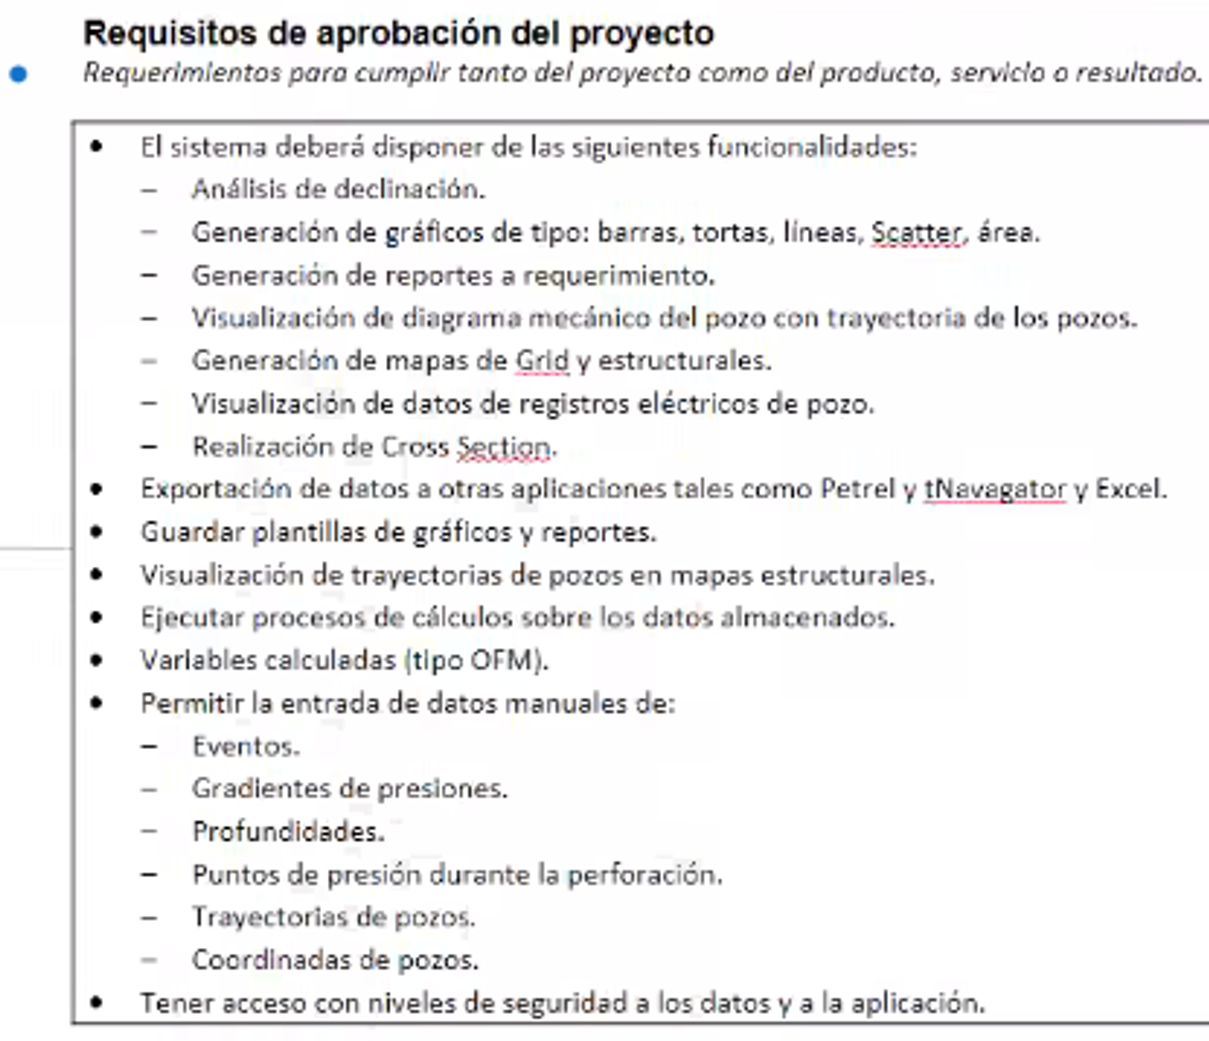 Requisitos de aprobación del proyecto
Requerimientos para cumplir tanto del proyecto como del producto, servicio o resultado.
• El sistema deberá disponer de las siguientes funcionalidades:
– Análisis de declinación.
– Generación de gráficos de tipo: barras, tortas, líneas, Scatter, área.
– Generación de reportes a requerimiento.
– Visualización de diagrama mecánico del pozo con trayectoria de los pozos.
– Generación de mapas de Grid y estructurales.
– Visualización de datos de registros eléctricos de pozo.
– Realización de Cross Section.
• Exportación de datos a otras aplicaciones tales como Petrel y tNavagator y Excel.
• Guardar plantillas de gráficos y reportes.
• Visualización de trayectorias de pozos en mapas estructurales.
• Ejecutar procesos de cálculos sobre los datos almacenados.
• Variables calculadas (tipo OFM).
• Permitir la entrada de datos manuales de:
– Eventos.
– Gradientes de presiones.
– Profundidades.
– Puntos de presión durante la perforación.
– Trayectorias de pozos.
– Coordinadas de pozos.
• Tener acceso con niveles de seguridad a los datos y a la aplicación.